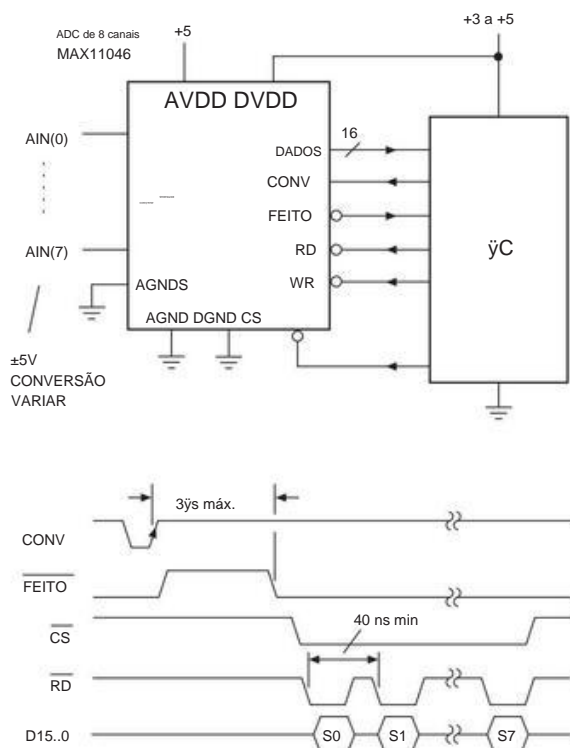 ADC de 8 canais
MAX11046
+5
+3 a +5
AVDD DVDD
AIN(0)
16
DADOS
CONV
FEITO
RD
WR
ÿC
AIN(7)
AGNDS
AGND DGND CS
±5V
CONVERSÃO
VARIAR
3ÿs máx.
CONV
FEITO
CS
40 ns min
RD
D15..0
S0
S1
S7